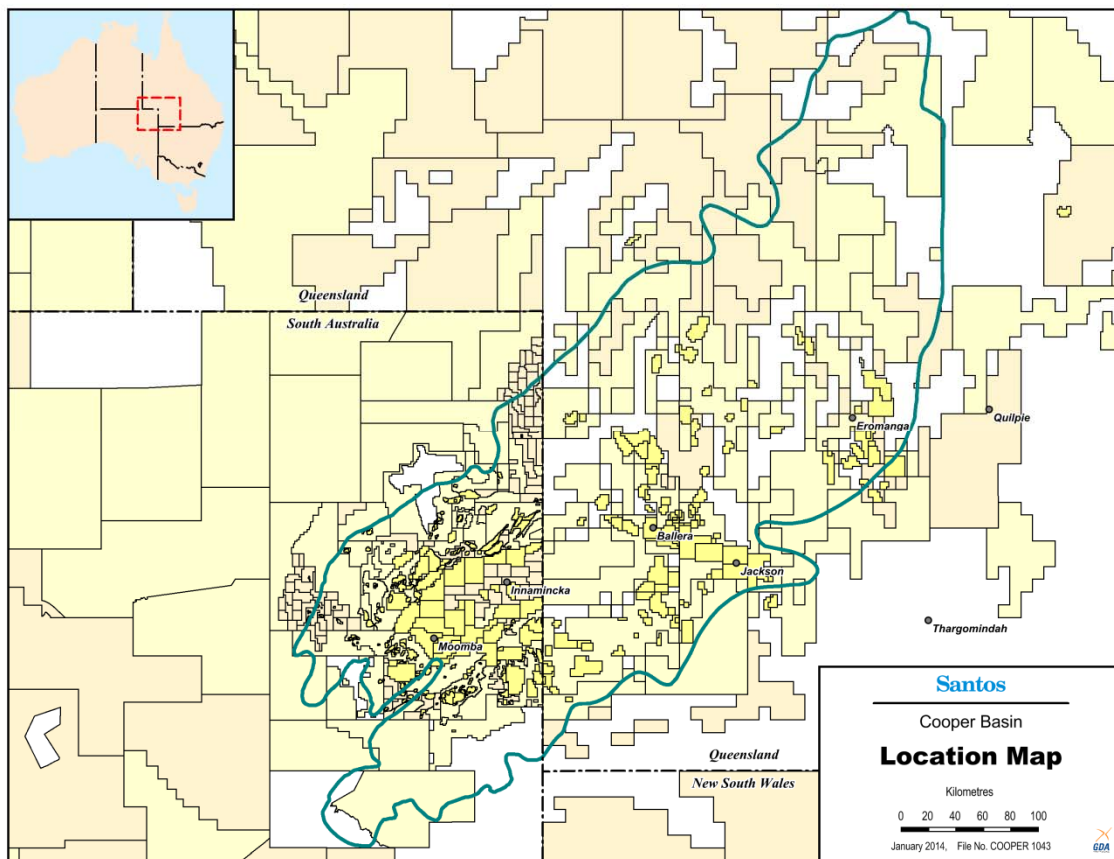 Queensland
South Australia
Quilpie
Eromanga
Ballera
Jackson
Innamincka
Thargomindah
Moomba
Queensland
New South Wales
Santos
Cooper Basin
Location Map
Kilometres
0 20 40 60 80 100
January 2014, File No. COOPER 1043
GDA